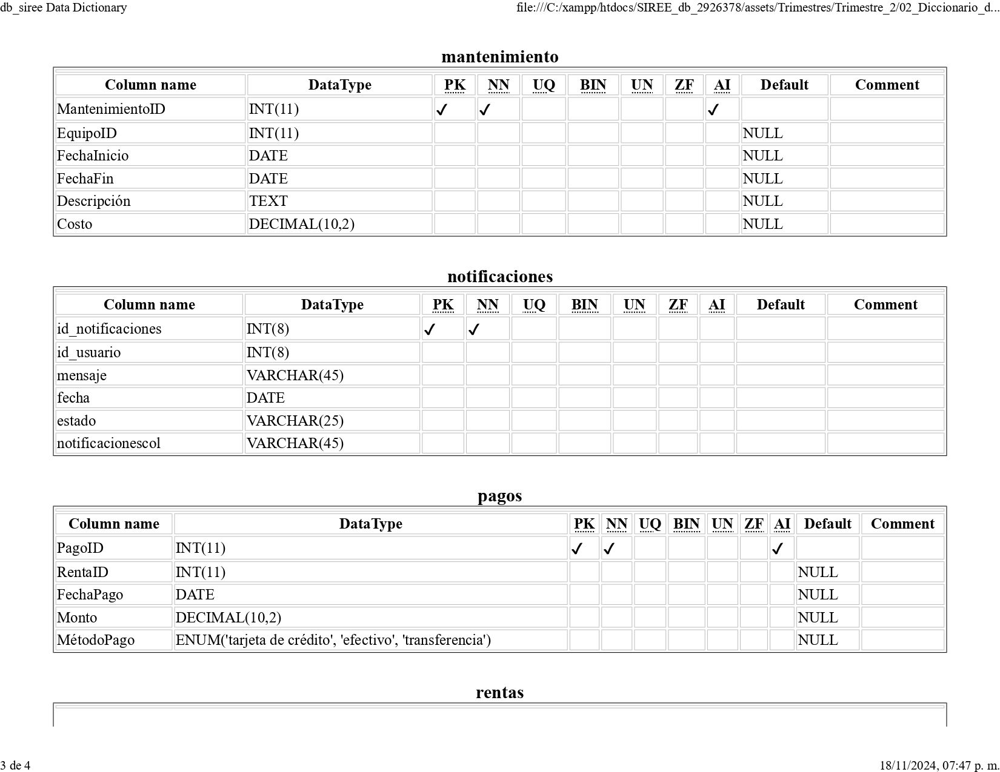 db_siree Data Dictionary file:///C:/xampp/htdocs/SIREE_db_2926378/assets/Trimestres/Trimestre_2/02_Diccionario_d...
mantenimiento
Column name DataType PK NN UQ BIN UN ZF AI Default Comment
MantenimientoID INT(11) ✓ ✓ ✓
EquipoID INT(11) NULL
FechaInicio DATE NULL
FechaFin DATE NULL
Descripción TEXT NULL
Costo DECIMAL(10,2) NULL
notificaciones
Column name DataType PK NN UQ BIN UN ZF AI Default Comment
id_notificaciones INT(8) ✓ ✓
id_usuario INT(8)
mensaje VARCHAR(45)
fecha DATE
estado VARCHAR(25)
notificacionescol VARCHAR(45)
pagos
Column name DataType PK NN UQ BIN UN ZF AI Default Comment
PagoID INT(11) ✓ ✓ ✓
RentaID INT(11) NULL
FechaPago DATE NULL
Monto DECIMAL(10,2) NULL
MétodoPago ENUM('tarjeta de crédito', 'efectivo', 'transferencia') NULL
rentas
3 de 4 18/11/2024, 07:47 p. m.